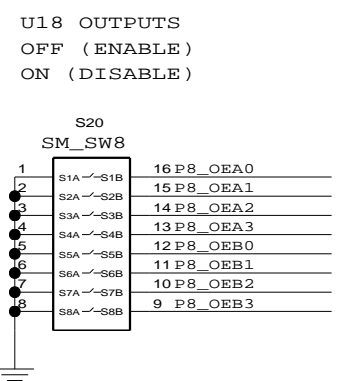 U18 OUTPUTS
OFF (ENABLE)
ON (DISABLE)
S20
SM_SW8
1 S1A S1B 16 P8_OEA0
2 S2A S2B 15 P8_OEA1
3 S3A S3B 14 P8_OEA2
4 S4A S4B 13 P8_OEA3
5 S5A S5B 12 P8_OEB0
6 S6A S6B 11 P8_OEB1
7 S7A S7B 10 P8_OEB2
8 S8A S8B 9 P8_OEB3